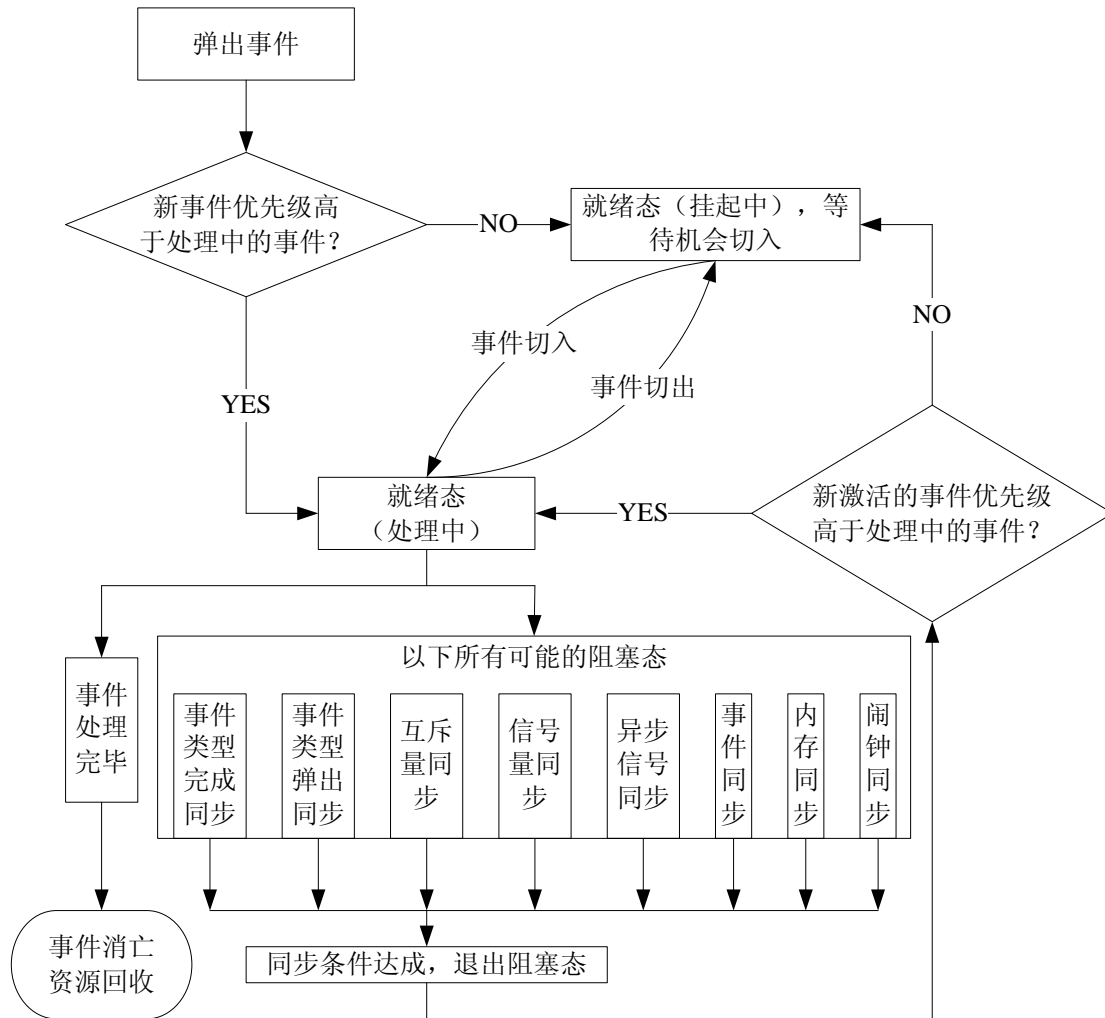 弹出事件
新事件优先级高
于处理中的事件？
NO
就绪态（挂起中），等
待机会切入
NO
事件切入
事件切出
YES
就绪态
（处理中）
YES
新激活的事件优先级
高于处理中的事件？
以下所有可能的阻塞态
事件
处理
完毕
事件
类型
完成
同步
事件
类型
弹出
同步
互斥
量同
步
信号
量同
步
异步
信号
同步
事
件
同
步
内
存
同
步
闹
钟
同
步
事件消亡
资源回收
同步条件达成，退出阻塞态